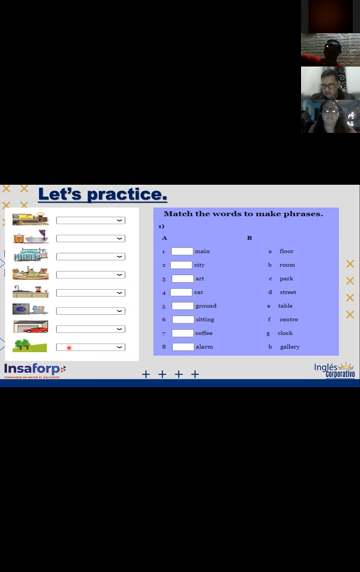 Let's practice.
Match the words to make phrases.
1)
A B
1 main a floor
2 city b room
3 art c park
4 car d street
5 ground e table
6 sitting f centre
7 coffee g clock
8 alarm h gallery
Insaforp
Inglés
corporativo